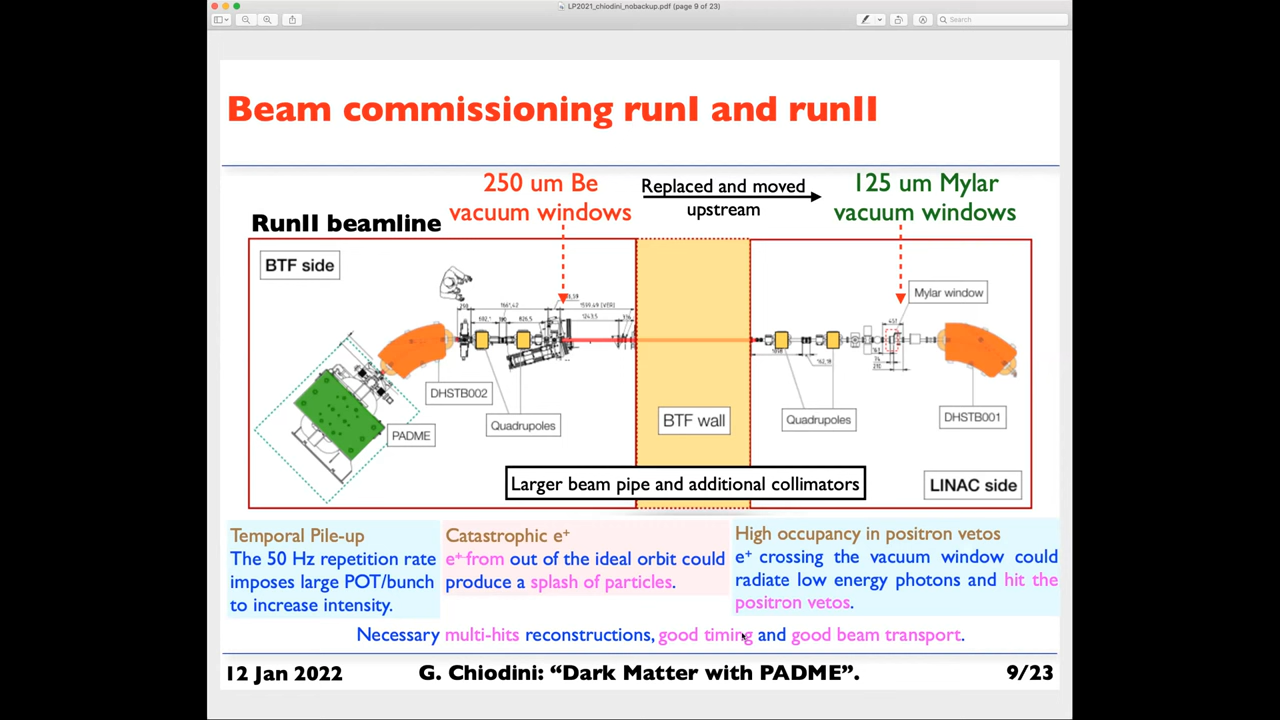 LP2021_chiodini_nobackup.pdf (page 9 of 23)
Search
Beam commissioning runI and runII
250 um Be
vacuum windows
Replaced and moved
upstream
125 um Mylar
vacuum windows
RunII beamline
BTF side
Mylar window
DHSTB002
Quadrupoles
PADME
BTF wall
Quadrupoles
DHSTB001
Larger beam pipe and additional collimators
LINAC side
Temporal Pile-up
The 50 Hz repetition rate
imposes large POT/bunch
to increase intensity.
Catastrophic e⁺
e⁺ from out of the ideal orbit could
produce a splash of particles.
High occupancy in positron vetos
e⁺ crossing the vacuum window could
radiate low energy photons and hit the
positron vetos.
Necessary multi-hits reconstructions, good timing and good beam transport.
12 Jan 2022
G. Chiodini: “Dark Matter with PADME”.
9/23